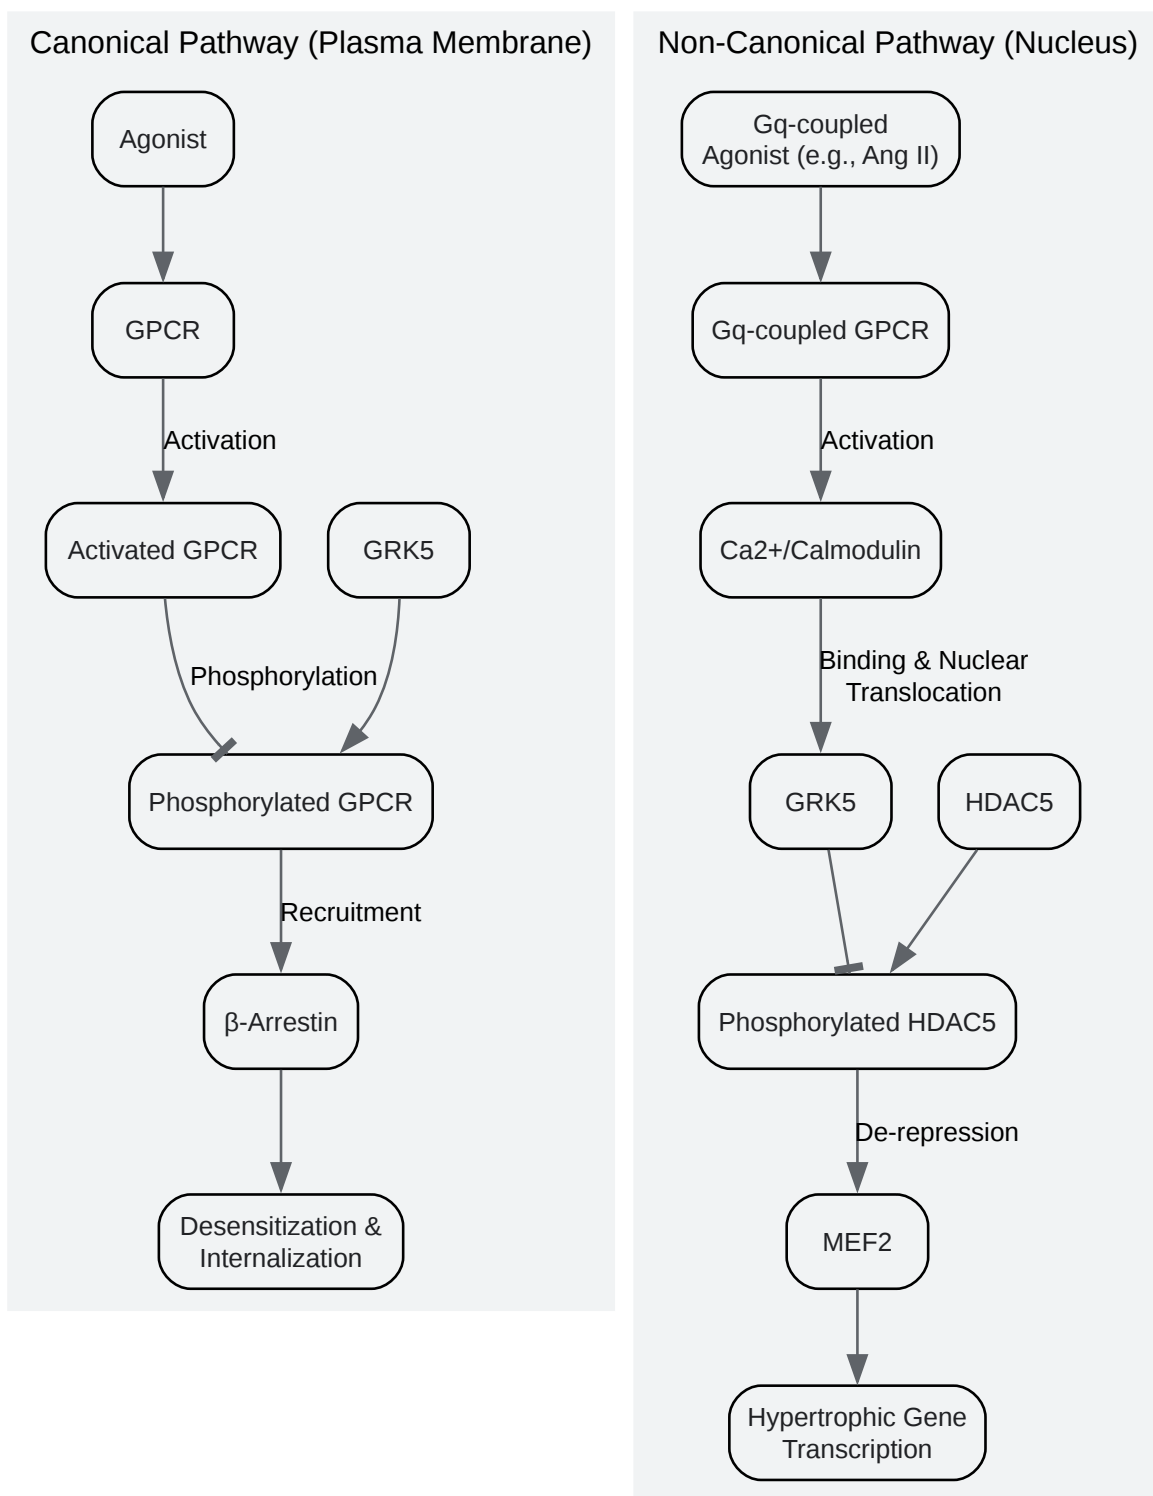 Canonical Pathway (Plasma Membrane)
Agonist
GPCR
Activation
Activated GPCR
GRK5
Phosphorylation
Phosphorylated GPCR
Recruitment
β-Arrestin
Desensitization &
Internalization
Non-Canonical Pathway (Nucleus)
Gq-coupled
Agonist (e.g., Ang II)
Gq-coupled GPCR
Activation
Ca2+/Calmodulin
Binding & Nuclear
Translocation
GRK5
HDAC5
Phosphorylated HDAC5
De-repression
MEF2
Hypertrophic Gene
Transcription